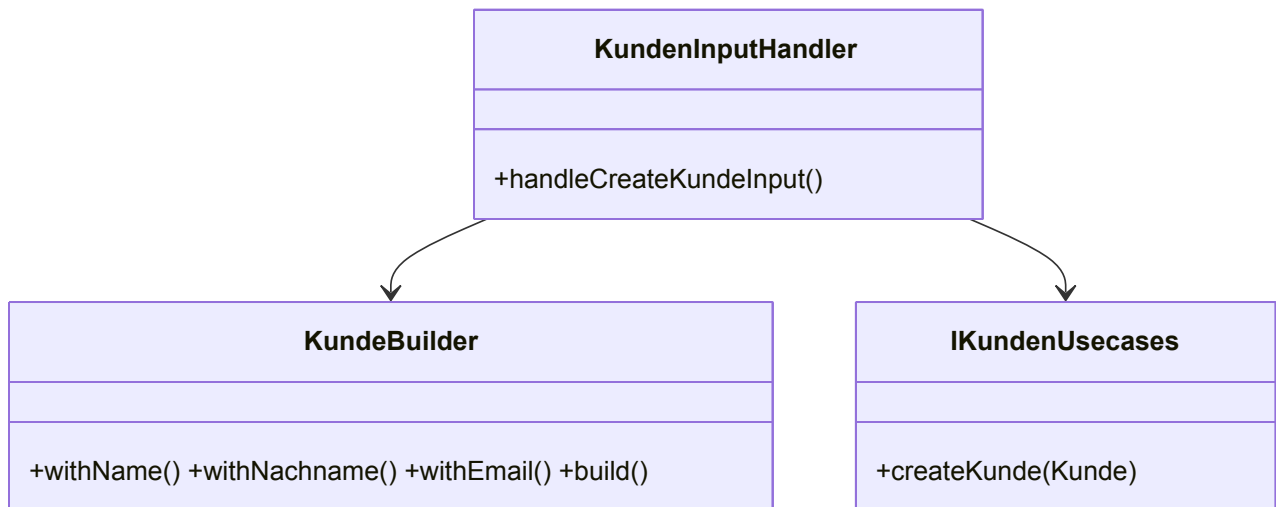 KundenInputHandler
+handleCreateKundeInput()
KundeBuilder
+withName() +withNachname() +withEmail() +build()
IKundenUsecases
+createKunde(Kunde)